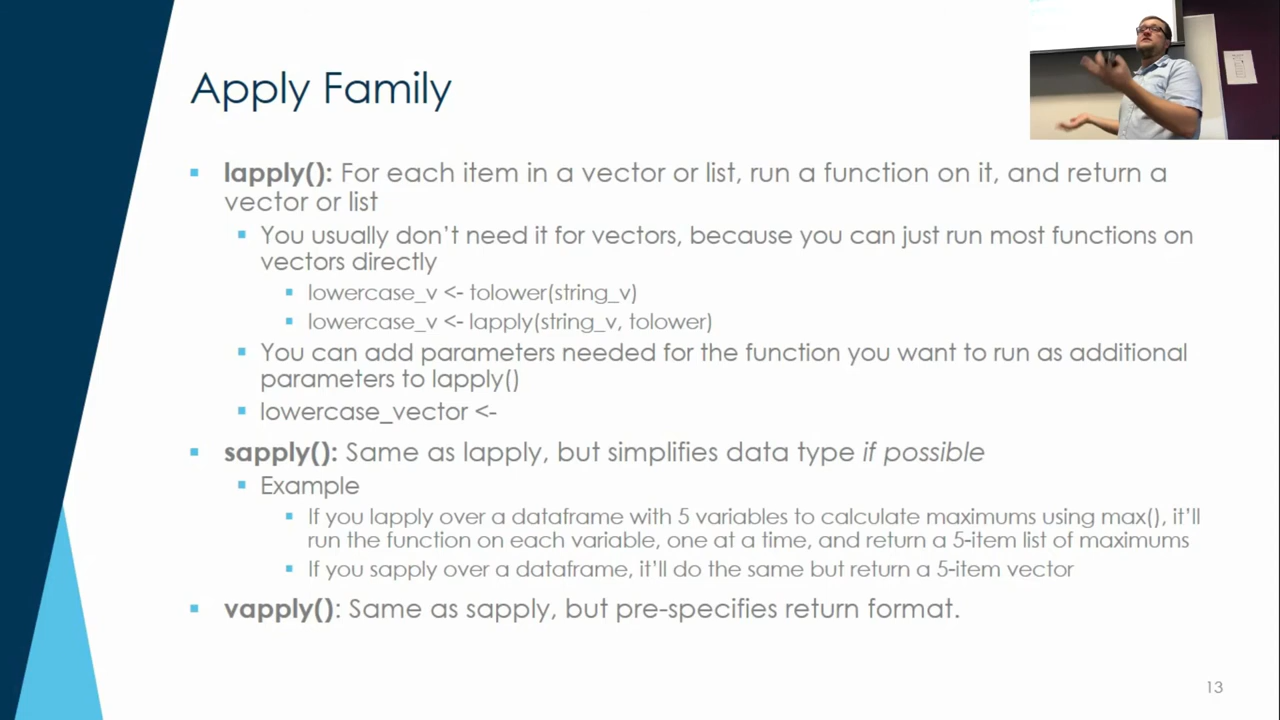 Apply Family
lapply(): For each item in a vector or list, run a function on it, and return a
vector or list
You usually don't need it for vectors, because you can just run most functions on
vectors directly
lowercase_v <- tolower(string_v)
lowercase_v <- lapply(string_v, tolower)
You can add parameters needed for the function you want to run as additional
parameters to lapply()
lowercase_vector <-
sapply(): Same as lapply, but simplifies data type if possible
Example
If you lapply over a dataframe with 5 variables to calculate maximums using max(), it'll
run the function on each variable, one at a time, and return a 5-item list of maximums
If you sapply over a dataframe, it'll do the same but return a 5-item vector
vapply(): Same as sapply, but pre-specifies return format.
13